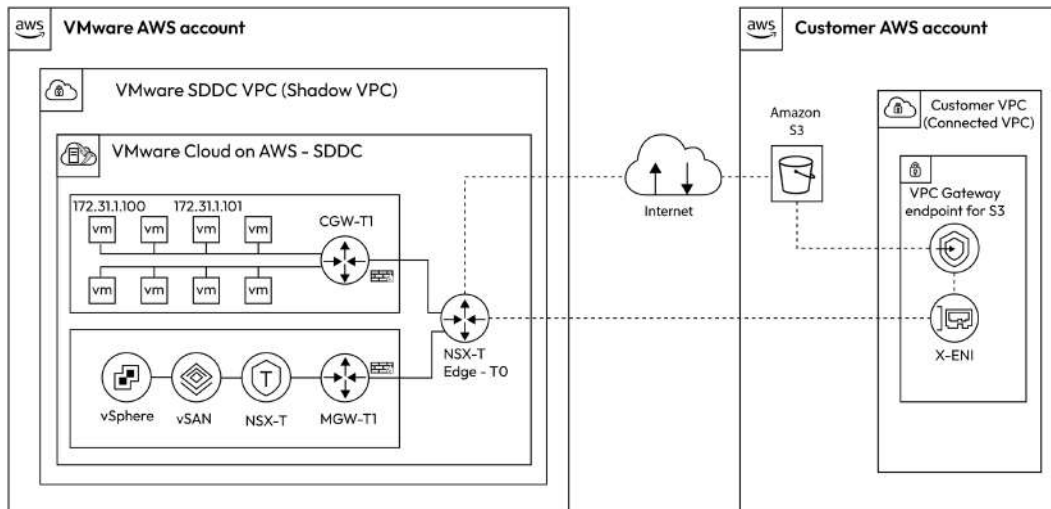 aws
VMware AWS account
VMware SDDC VPC (Shadow VPC)
VMware Cloud on AWS - SDDC
172.31.1.100
172.31.1.101
vm
vm
vm
vm
CGW-T1
vm
vm
vm
vm
NSX-T
Edge - T0
vSphere
vSAN
T
NSX-T
MGW-T1
Internet
aws
Customer AWS account
Amazon
S3
Customer VPC
(Connected VPC)
VPC Gateway
endpoint for S3
X-ENI